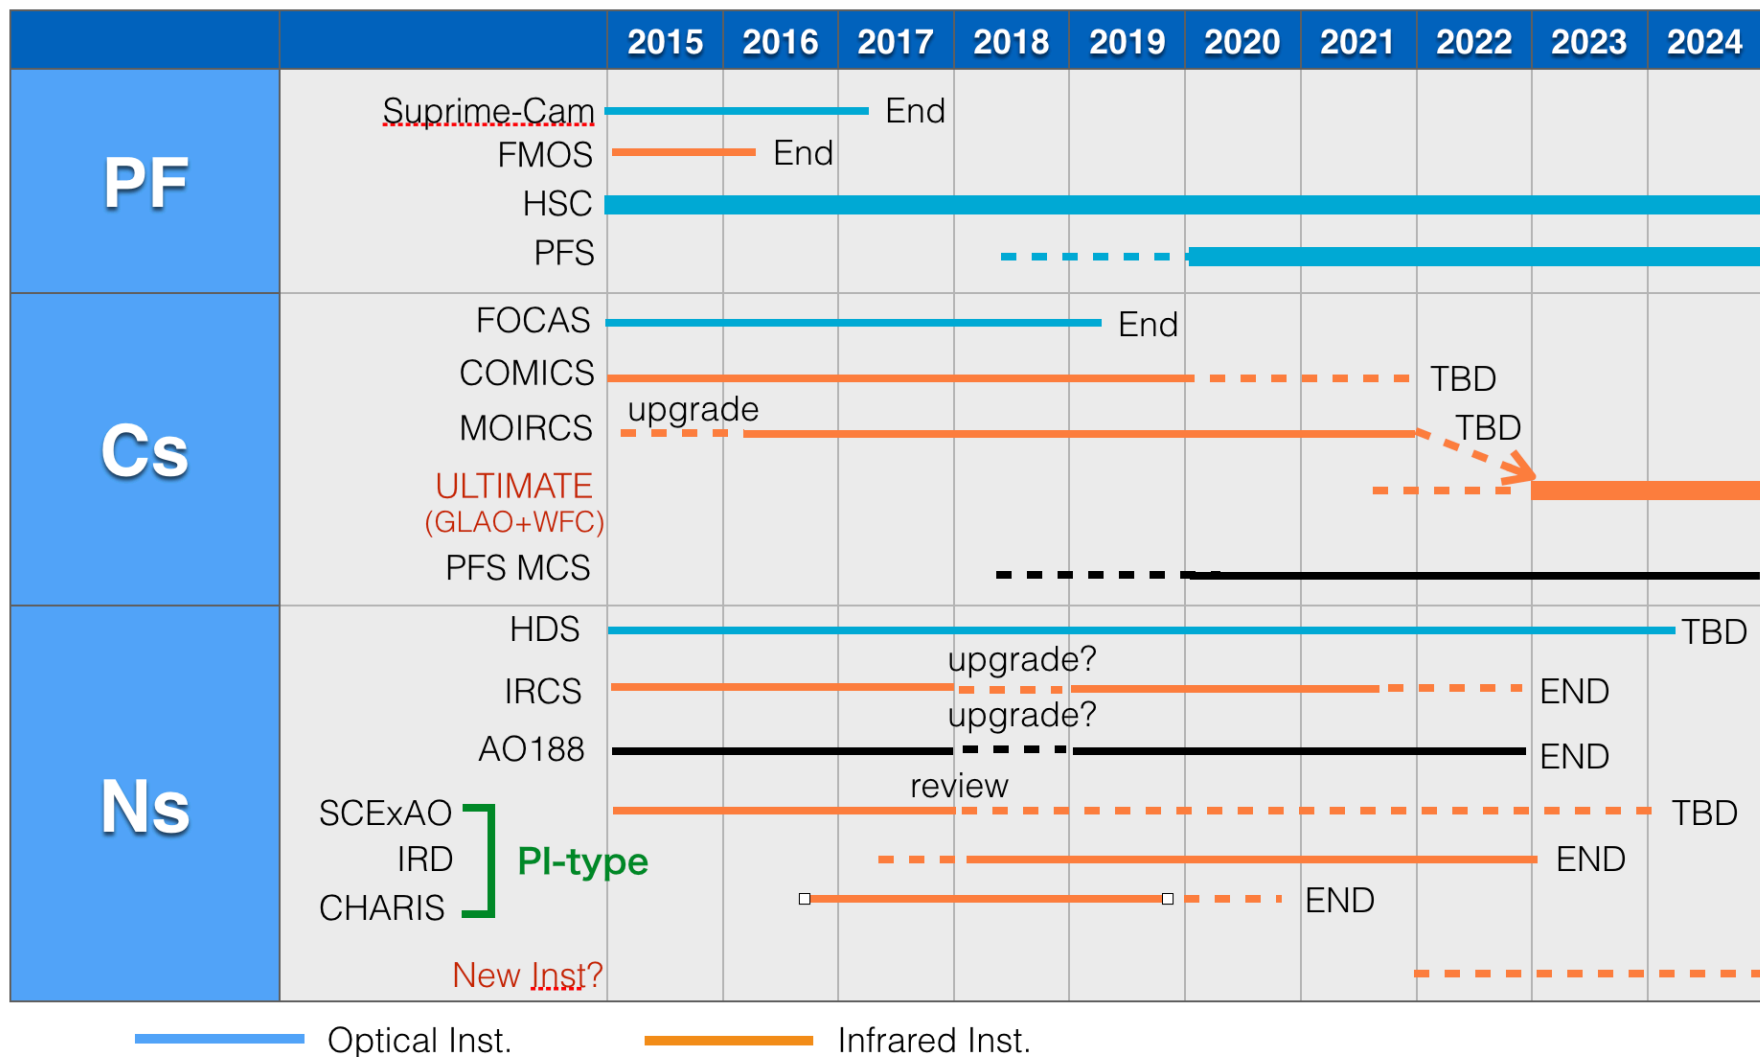 2015 2016 2017 2018 2019 2020 2021 2022 2023 2024
PF
Suprime-Cam End
FMOS End
HSC
PFS
Cs
FOCAS End
COMICS TBD
upgrade
MOIRCS TBD
ULTIMATE
(GLAO+WFC)
PFS MCS
Ns
HDS TBD
upgrade?
IRCS END
upgrade?
AO188 END
review
SCExAO TBD
IRD PI-type END
CHARIS END
New Inst?
Optical Inst. Infrared Inst.